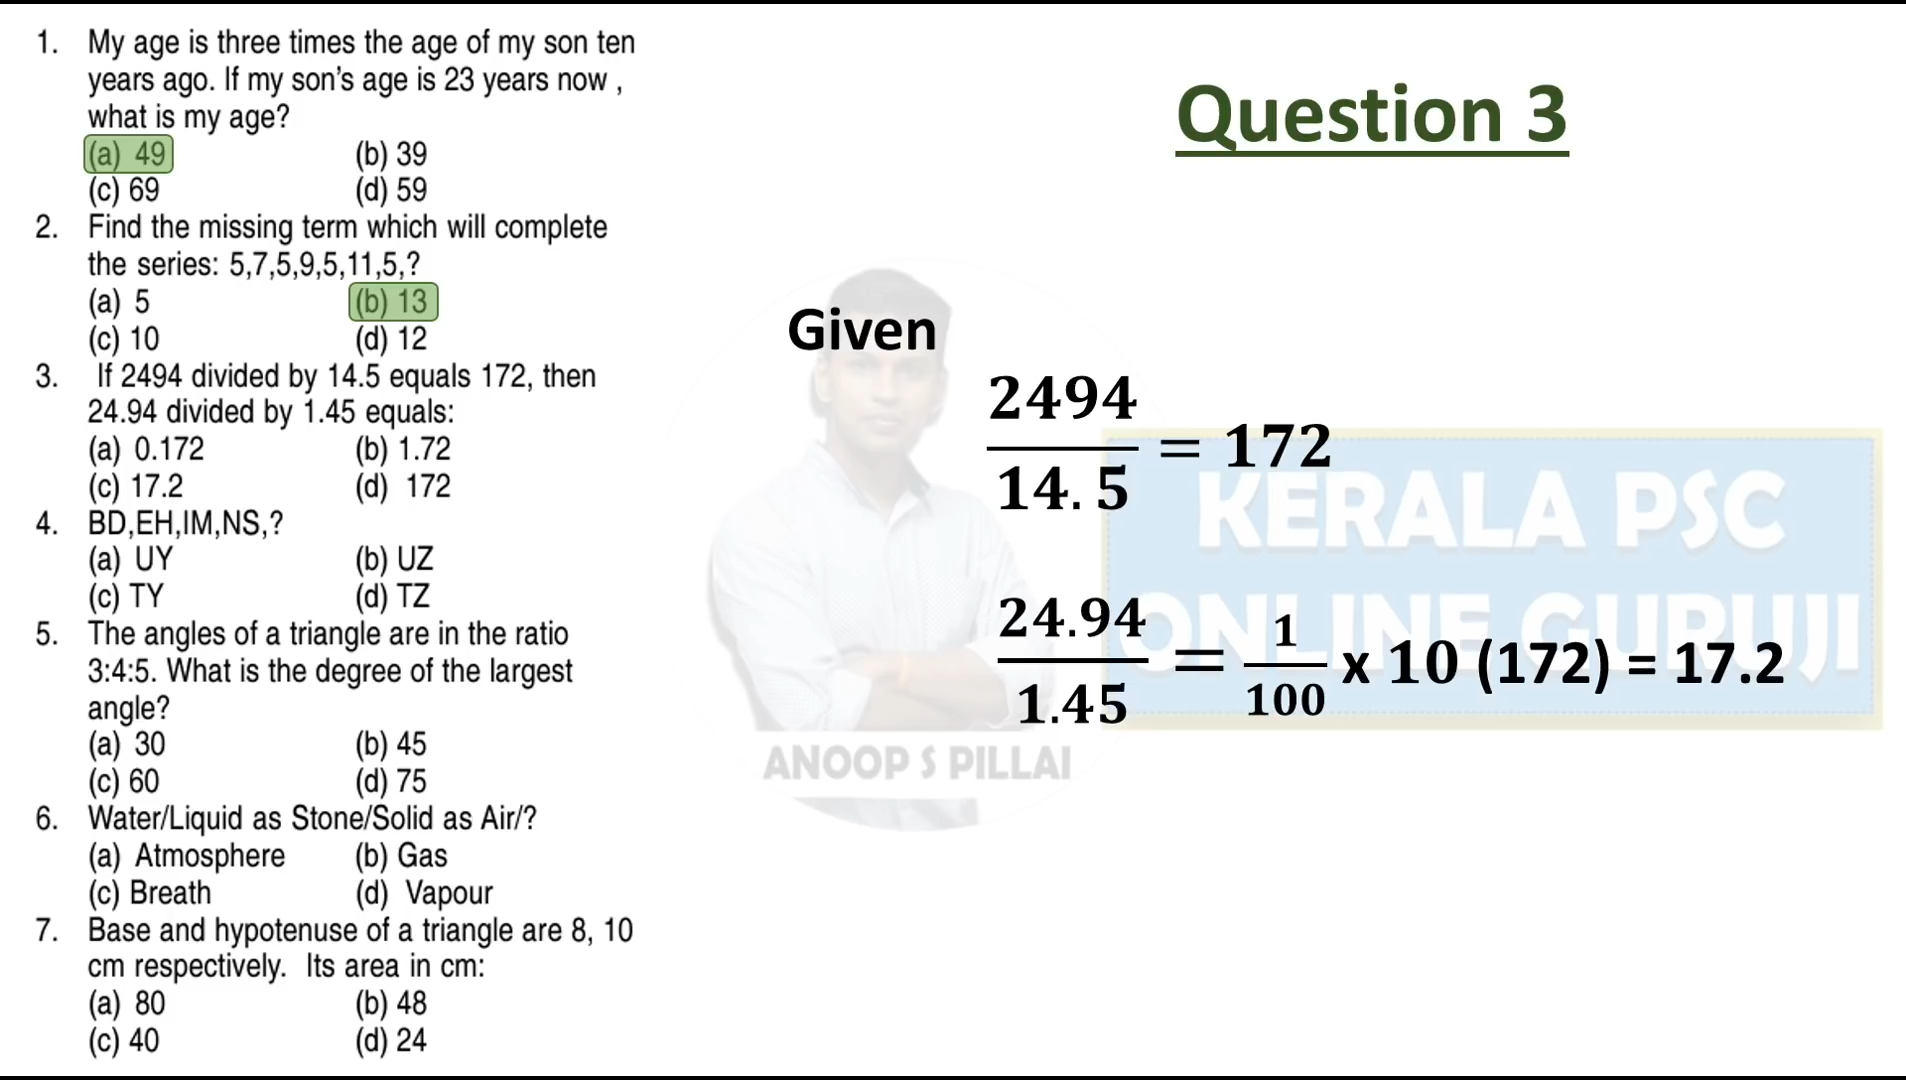 1. My age is three times the age of my son ten
years ago. If my son's age is 23 years now ,
what is my age?
(a) 49 (b) 39
(c) 69 (d) 59
2. Find the missing term which will complete
the series: 5,7,5,9,5,11,5,?
(a) 5 (b) 13
(c) 10 (d) 12
3. If 2494 divided by 14.5 equals 172, then
24.94 divided by 1.45 equals:
(a) 0.172 (b) 1.72
(c) 17.2 (d) 172
4. BD,EH,IM,NS,?
(a) UY (b) UZ
(c) TY (d) TZ
5. The angles of a triangle are in the ratio
3:4:5. What is the degree of the largest
angle?
(a) 30 (b) 45
(c) 60 (d) 75
6. Water/Liquid as Stone/Solid as Air/?
(a) Atmosphere (b) Gas
(c) Breath (d) Vapour
7. Base and hypotenuse of a triangle are 8, 10
cm respectively. Its area in cm:
(a) 80 (b) 48
(c) 40 (d) 24
Question 3
Given
2494
14. 5
= 172
24.94
1.45
= 1
100
x 10 (172) = 17.2
KERALA PSC
ONLINE GURUJI
ANOOP S PILLAI